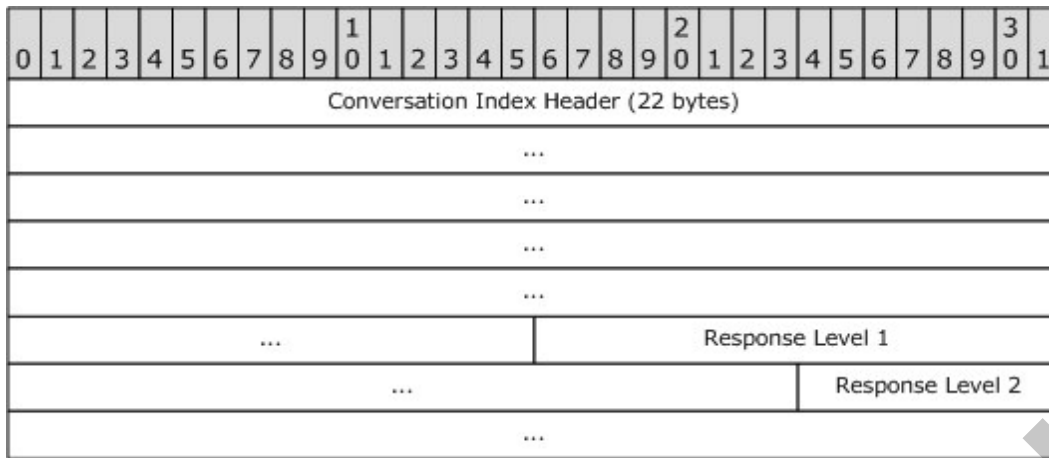 1 2 3
0 1 2 3 4 5 6 7 8 9 0 1 2 3 4 5 6 7 8 9 0 1 2 3 4 5 6 7 8 9 0 1
Conversation Index Header (22 bytes)
...
...
...
...
... Response Level 1
... Response Level 2
...